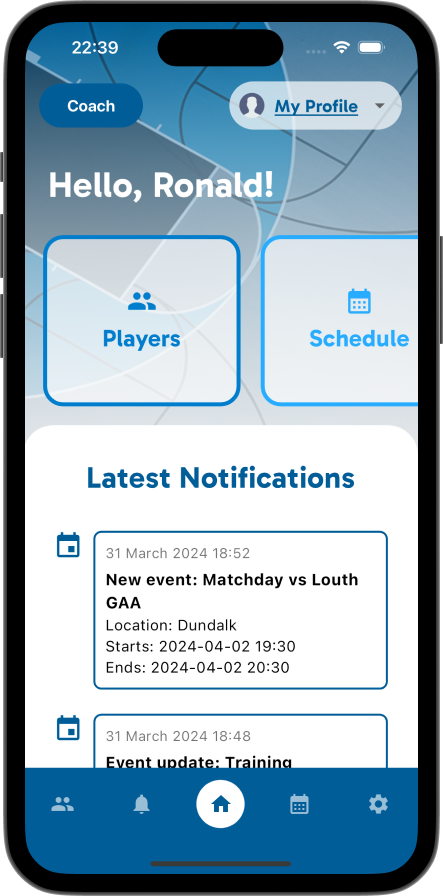 22:39
Coach
My Profile
Hello, Ronald!
Players
Schedule
Latest Notifications
31 March 2024 18:52
New event: Matchday vs Louth
GAA
Location: Dundalk
Starts: 2024-04-02 19:30
Ends: 2024-04-02 20:30
31 March 2024 18:48
Event update: Training